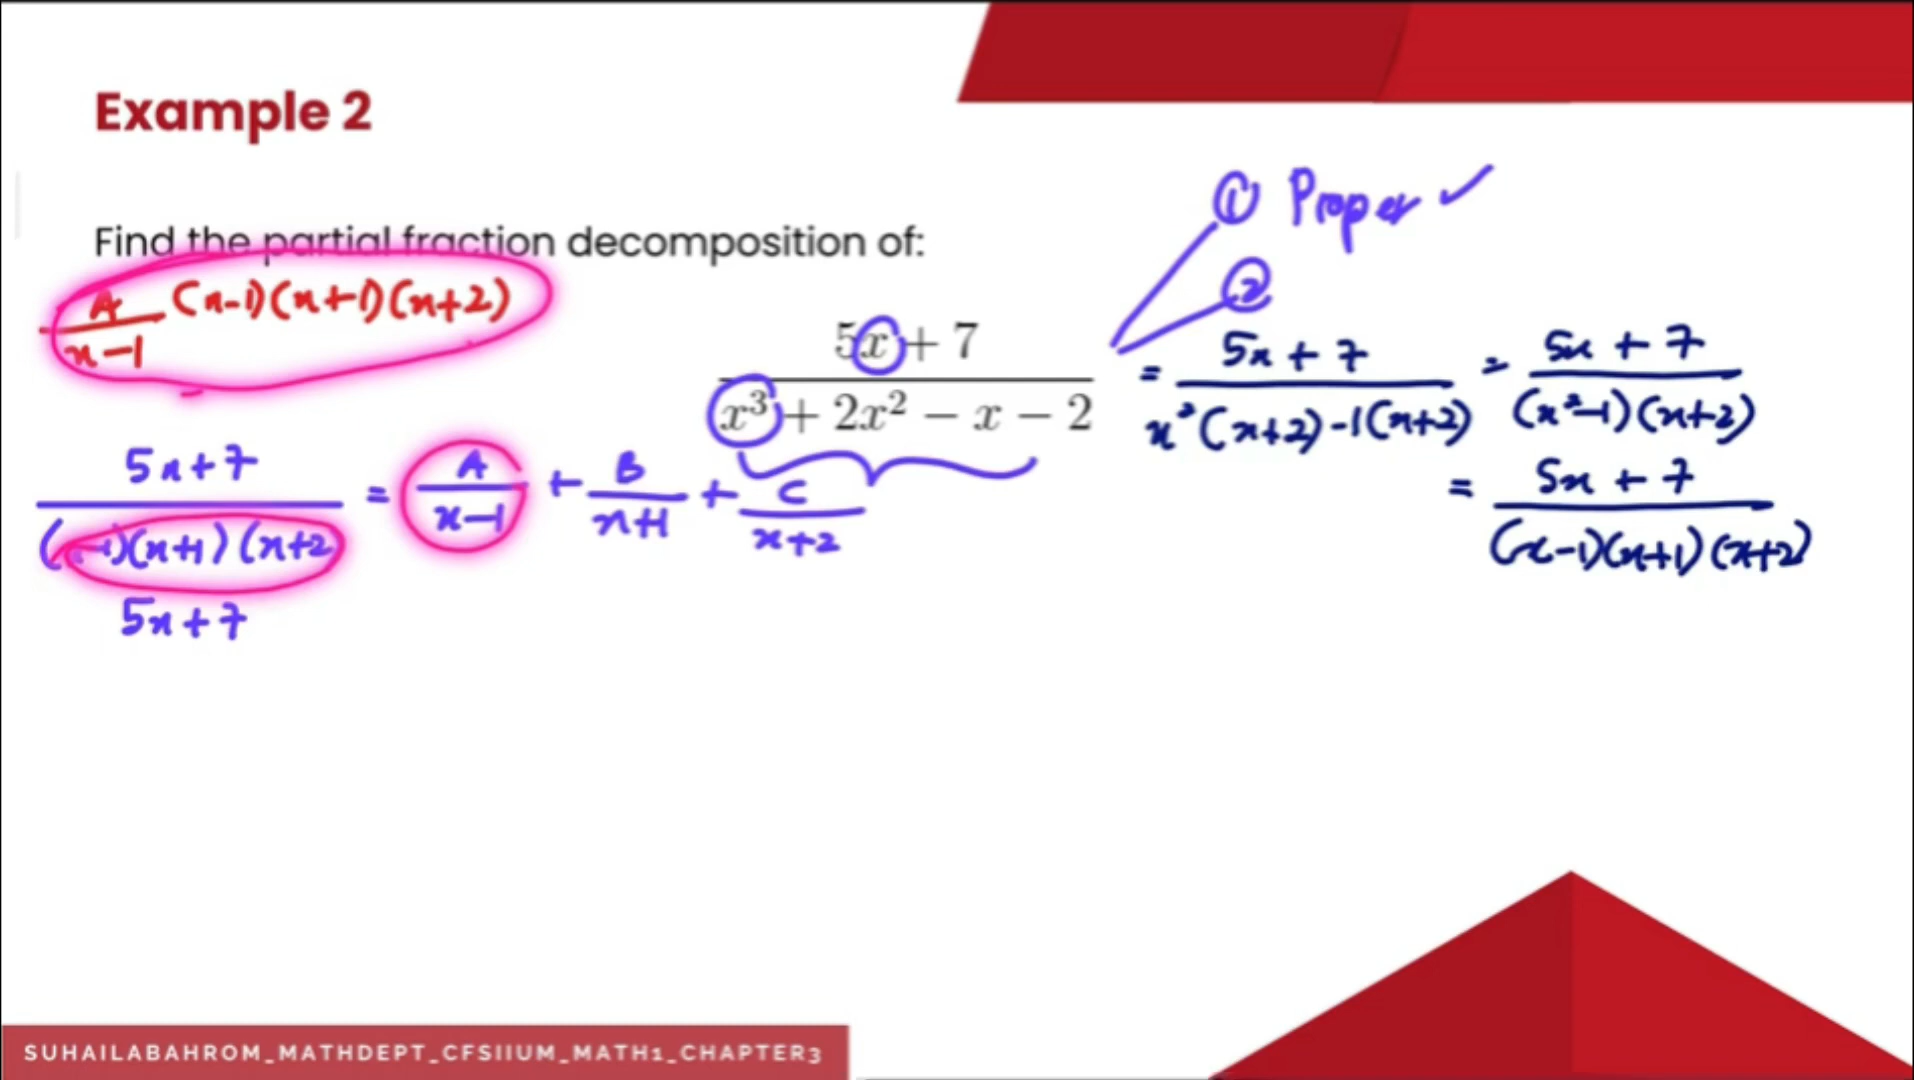 Example 2
① Proper ✓
Find the partial fraction decomposition of:
②
A/(x-1) (x-1)(x+1)(x+2)
(5x + 7)/(x³ + 2x² − x − 2)
= (5x + 7)/(x²(x+2) -1(x+2)) = (5x + 7)/((x²-1)(x+2))
= (5x + 7)/((x-1)(x+1)(x+2))
(5x+7)/((x-1)(x+1)(x+2)) = A/(x-1) + B/(x+1) + C/(x+2)
5x+7
SUHAILABAHROM_MATHDEPT_CFSIIUM_MATH1_CHAPTER3